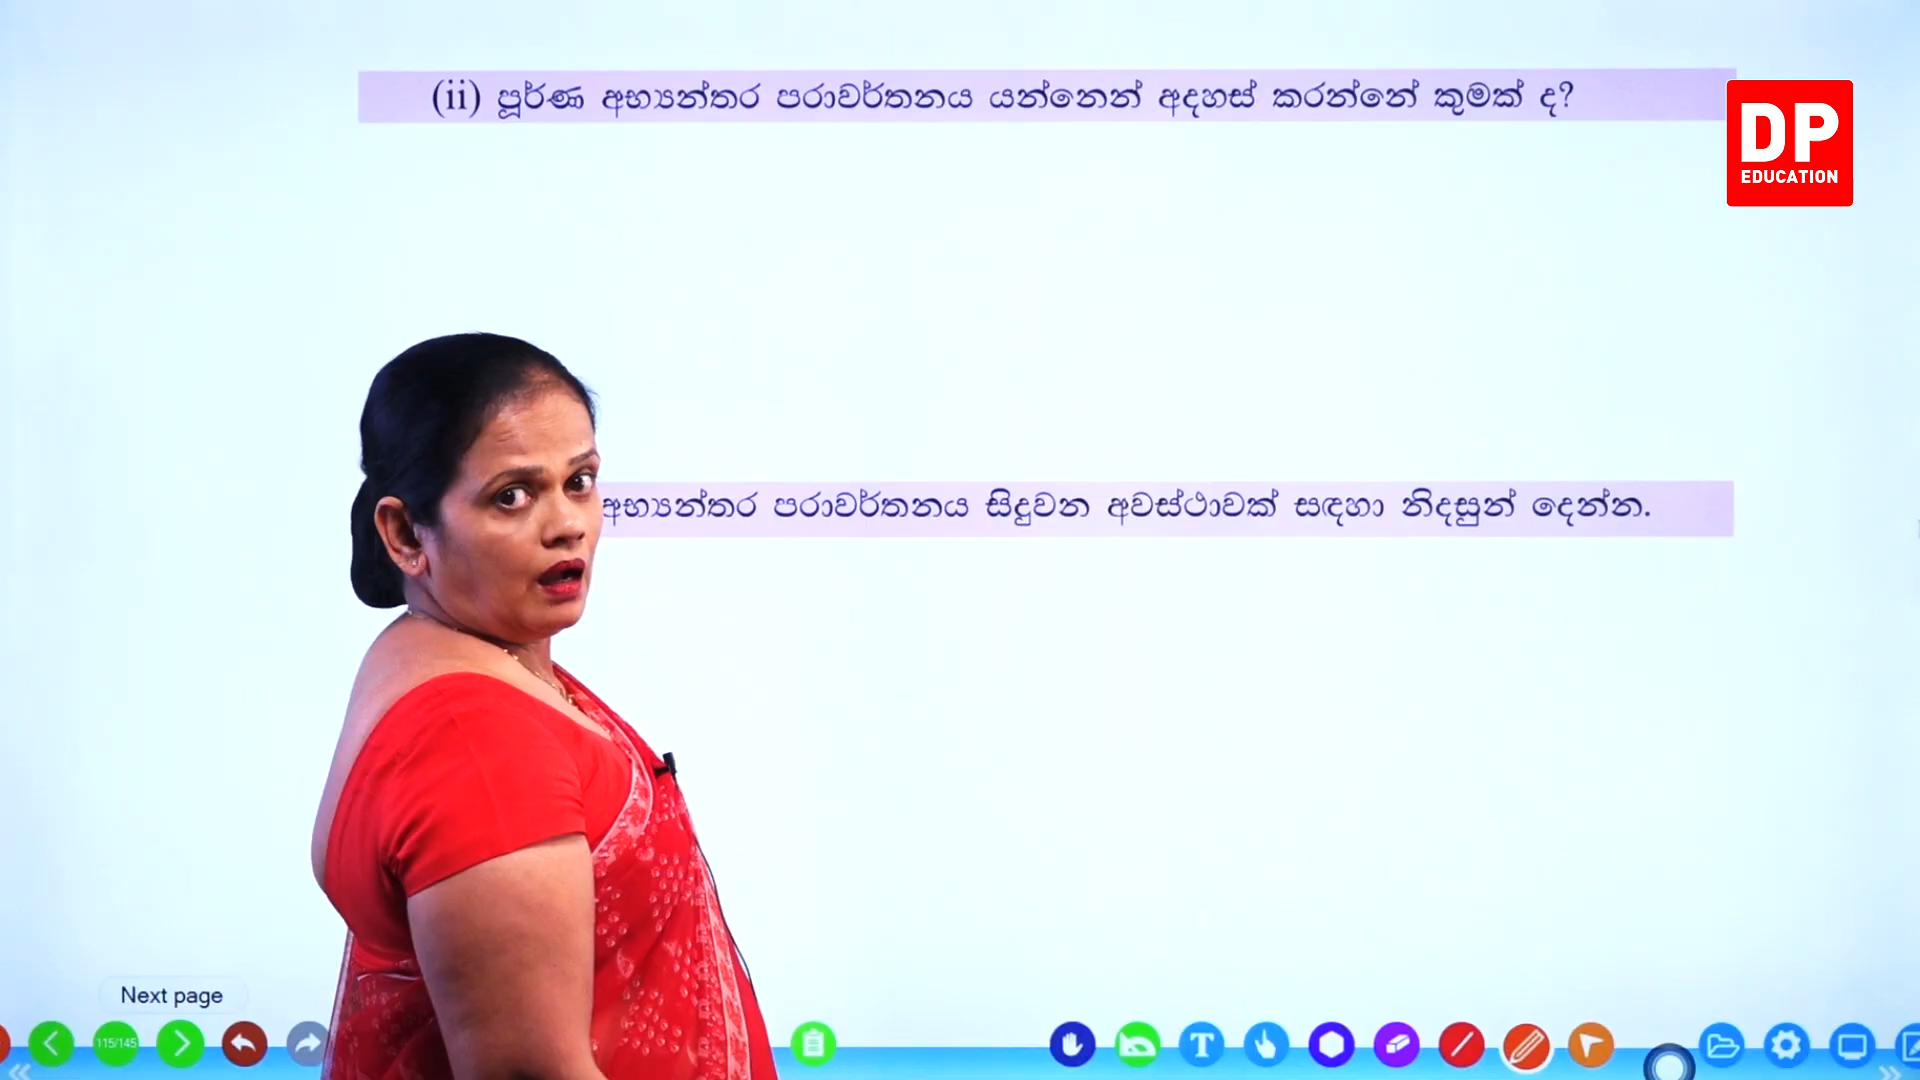 (ii) පූර්ණ අභ්‍යන්තර පරාවර්තනය යන්නෙන් අදහස් කරන්නේ කුමක් ද?
DP
EDUCATION
අභ්‍යන්තර පරාවර්තනය සිදුවන අවස්ථාවක් සඳහා නිදසුන් දෙන්න.
Next page
115/145
T